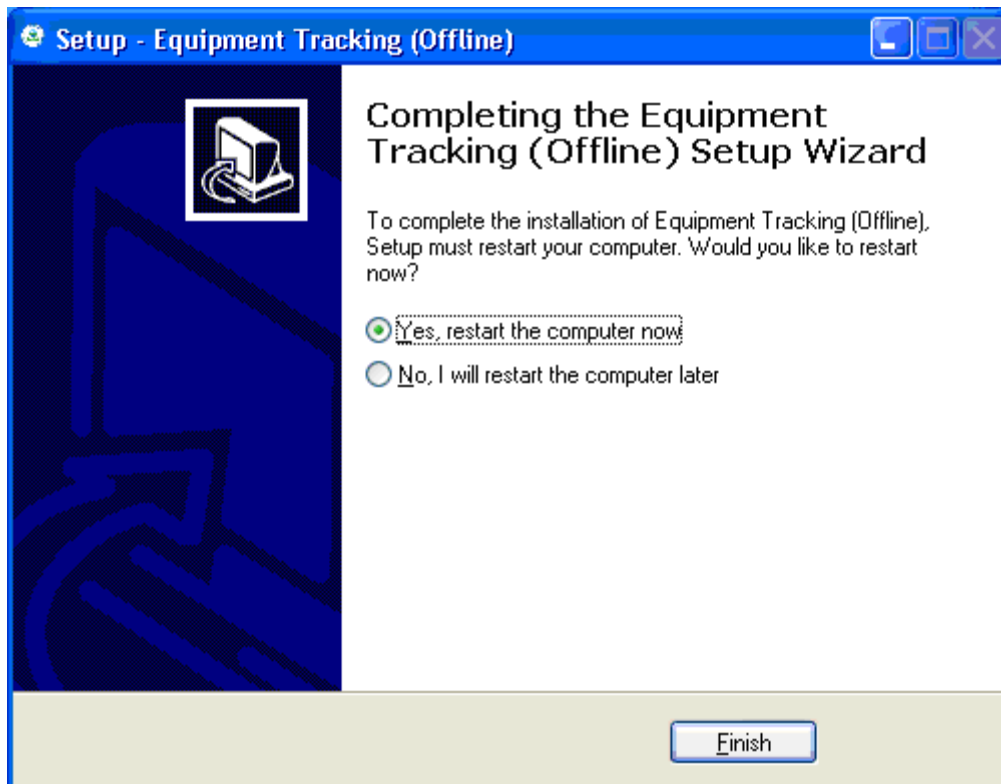 Setup - Equipment Tracking (Offline)
Completing the Equipment
Tracking (Offline) Setup Wizard
To complete the installation of Equipment Tracking (Offline),
Setup must restart your computer. Would you like to restart
now?
Yes, restart the computer now
No, I will restart the computer later
Finish